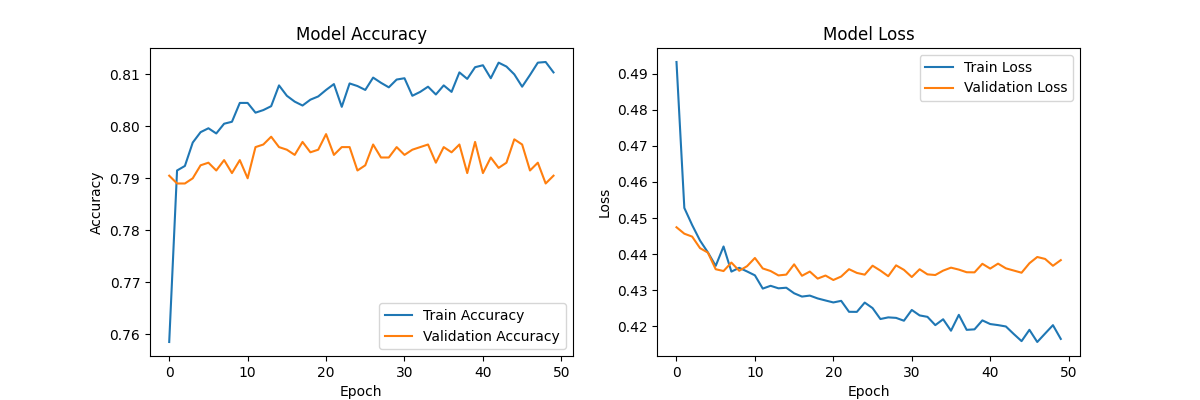 Model Accuracy
Accuracy
0.81
0.80
0.79
0.78
0.77
0.76
Train Accuracy
Validation Accuracy
0 10 20 30 40 50
Epoch
Model Loss
Loss
0.49
0.48
0.47
0.46
0.45
0.44
0.43
0.42
Train Loss
Validation Loss
0 10 20 30 40 50
Epoch